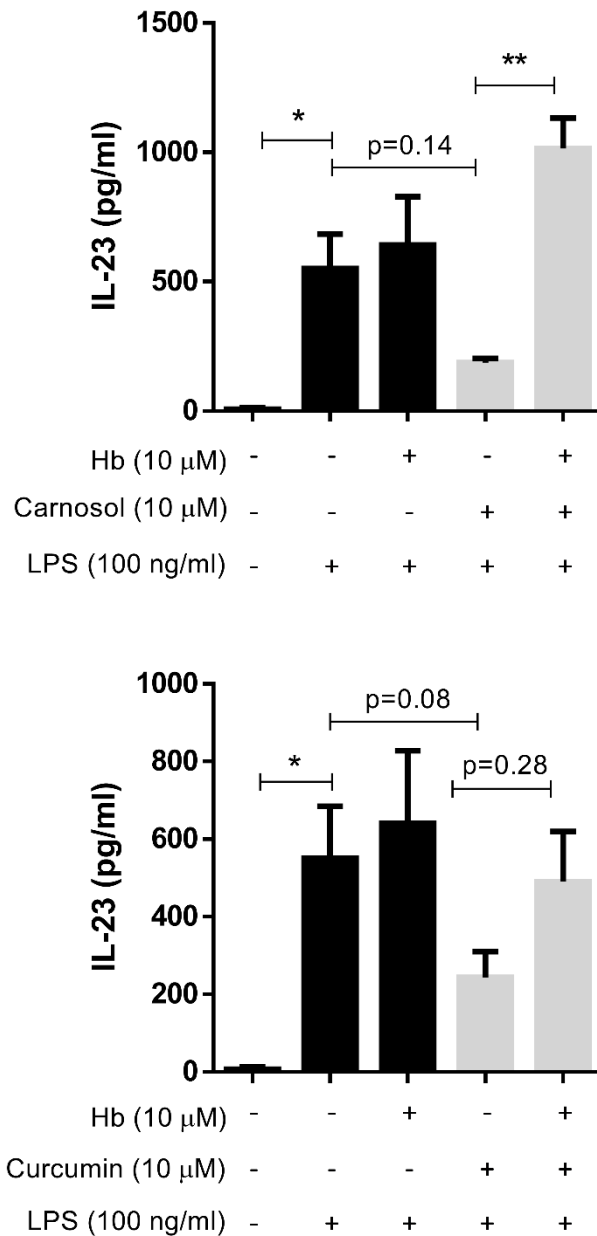 1500
**
*
p=0.14
1000
IL-23 (pg/ml)
500
0
Hb (10 μM) - - + - +
Carnosol (10 μM) - - - + +
LPS (100 ng/ml) - + + + +
1000
p=0.08
800
*
p=0.28
600
IL-23 (pg/ml)
400
200
0
Hb (10 μM) - - + - +
Curcumin (10 μM) - - - + +
LPS (100 ng/ml) - + + + +